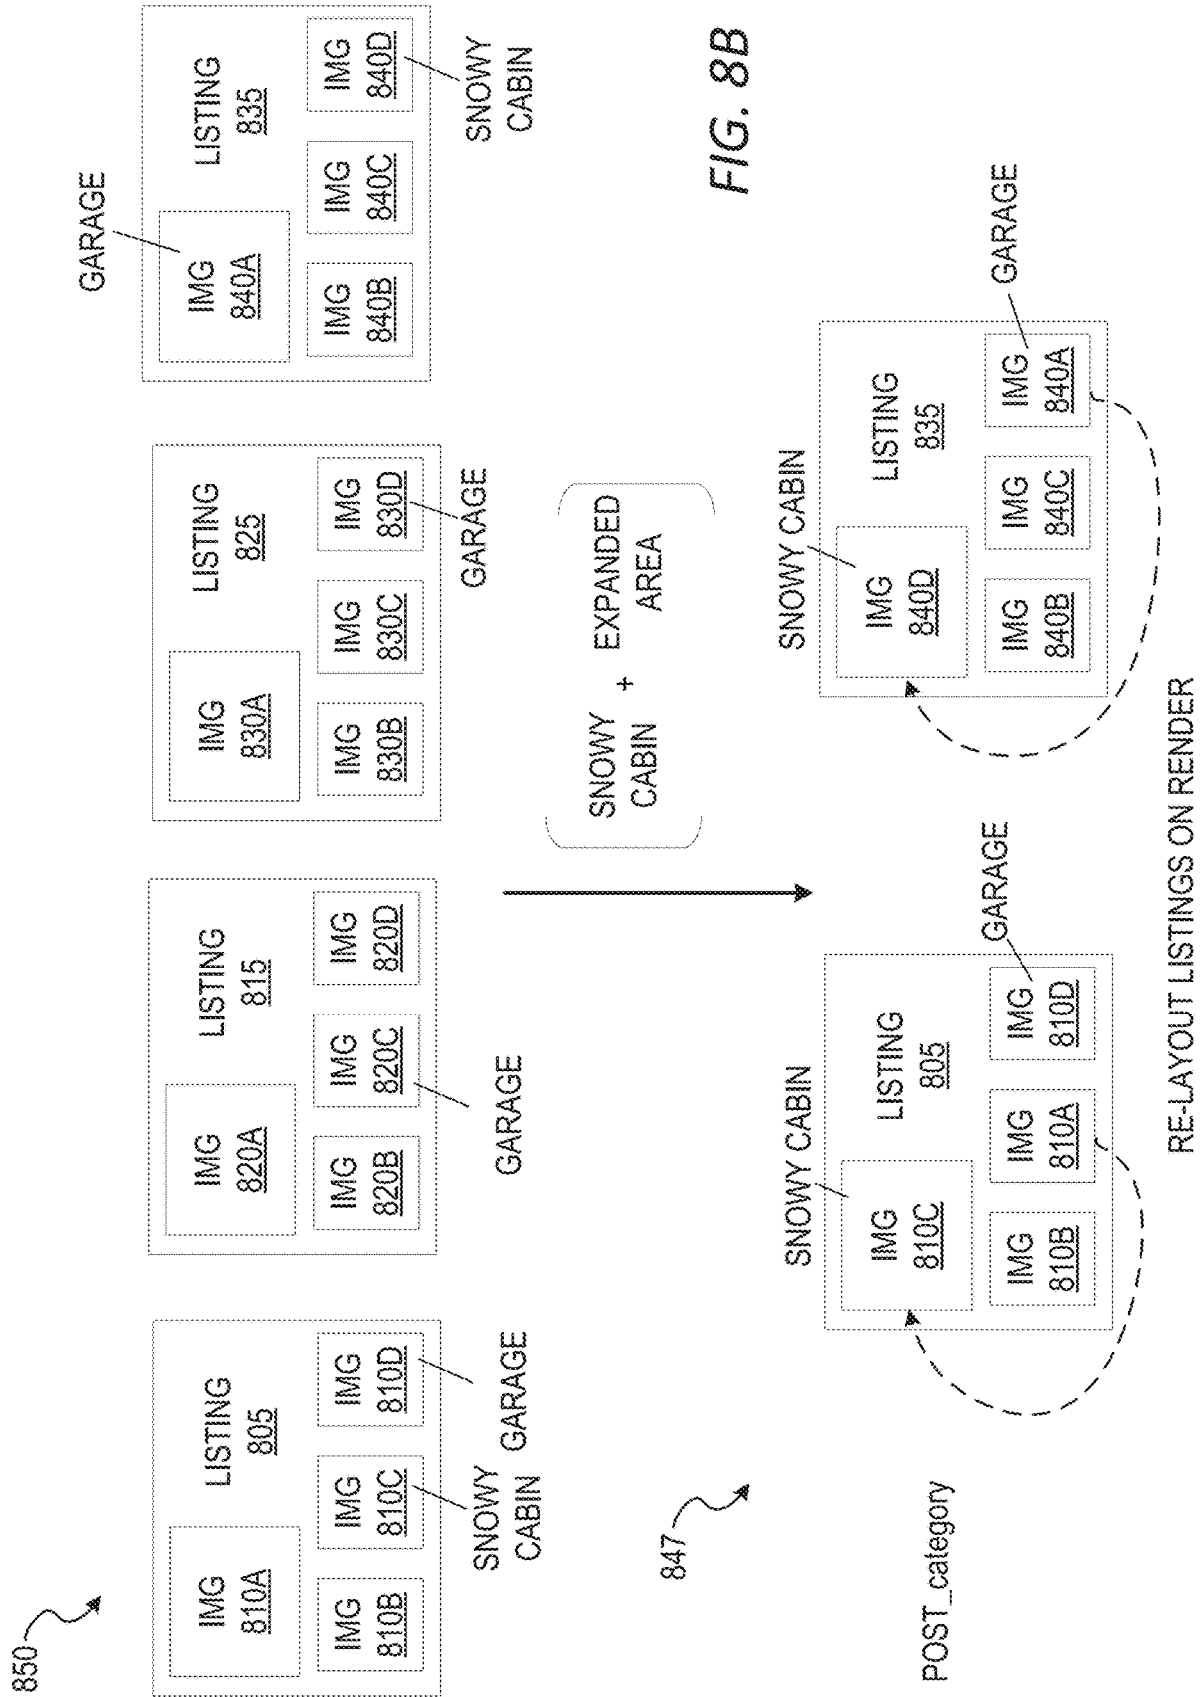 850
IMG
810A
LISTING
805
IMG
810B
IMG
810C
IMG
810D
SNOWY
CABIN
GARAGE
IMG
820A
LISTING
815
IMG
820B
IMG
820C
IMG
820D
GARAGE
IMG
830A
LISTING
825
IMG
830B
IMG
830C
IMG
830D
GARAGE
GARAGE
IMG
840A
LISTING
835
IMG
840B
IMG
840C
IMG
840D
SNOWY
CABIN
SNOWY
CABIN
+
EXPANDED
AREA
847
POST_category
SNOWY CABIN
IMG
810C
LISTING
805
IMG
810B
IMG
810A
IMG
810D
GARAGE
SNOWY CABIN
IMG
840D
LISTING
835
IMG
840B
IMG
840C
IMG
840A
GARAGE
RE-LAYOUT LISTINGS ON RENDER
FIG. 8B